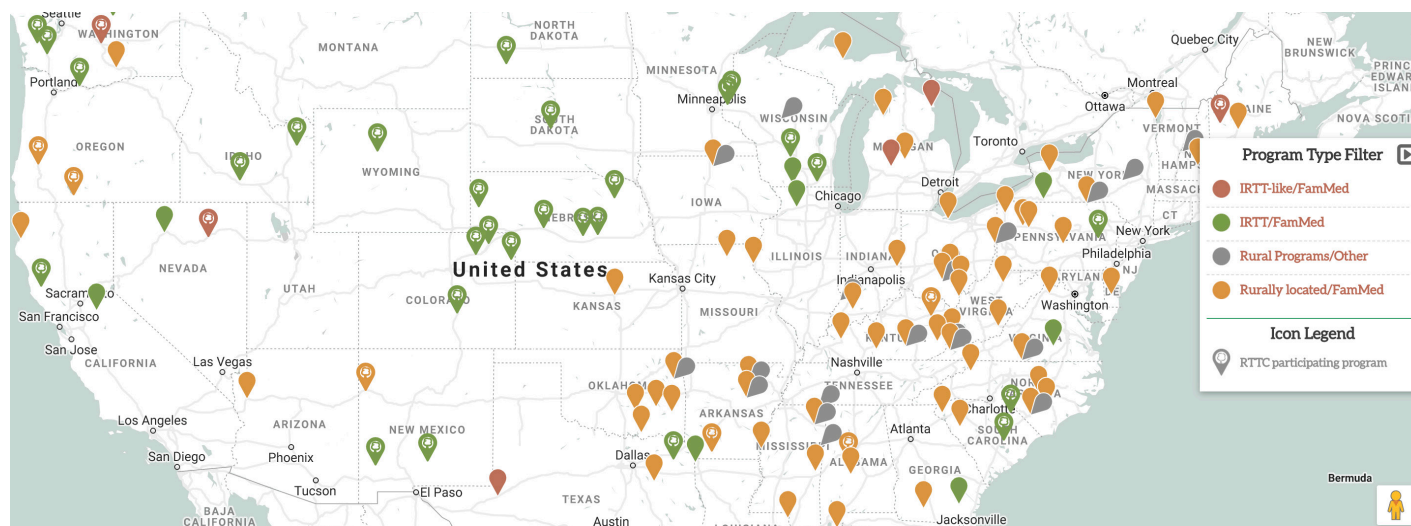 Seattle
WASHINGTON
Portland
OREGON
IDAHO
MONTANA
NORTH
DAKOTA
SOUTH
DAKOTA
MINNESOTA
Minneapolis
WISCONSIN
MICHIGAN
Toronto
Ottawa
Montreal
Quebec City
NEW
BRUNSWICK
MAINE
NOVA SCOTI
VERMONT
NEW YORK
MASSACH
CT
New York
PENNSYLVANIA
Philadelphia
NJ
DE
Washington
WEST
VIRGINIA
VIRGINIA
Detroit
Chicago
IOWA
ILLINOIS
INDIANA
Indianapolis
WYOMING
NEBR
United States
Kansas City
KANSAS
MISSOURI
COLORADO
UTAH
NEVADA
Sacramento
San Francisco
San Jose
CALIFORNIA
Las Vegas
Los Angeles
San Diego
ARIZONA
Phoenix
Tucson
BAJA
CALIFORNIA
NEW MEXICO
El Paso
TEXAS
Dallas
Austin
OKLAHOMA
ARKANSAS
Nashville
TENNESSEE
KENTUCKY
MISSISSIPPI
ALABAMA
Atlanta
GEORGIA
Charlotte
SOUTH
CAROLINA
Jacksonville
Bermuda
Program Type Filter
IRTT-like/FamMed
IRTT/FamMed
Rural Programs/Other
Rurally located/FamMed
Icon Legend
RTTC participating program